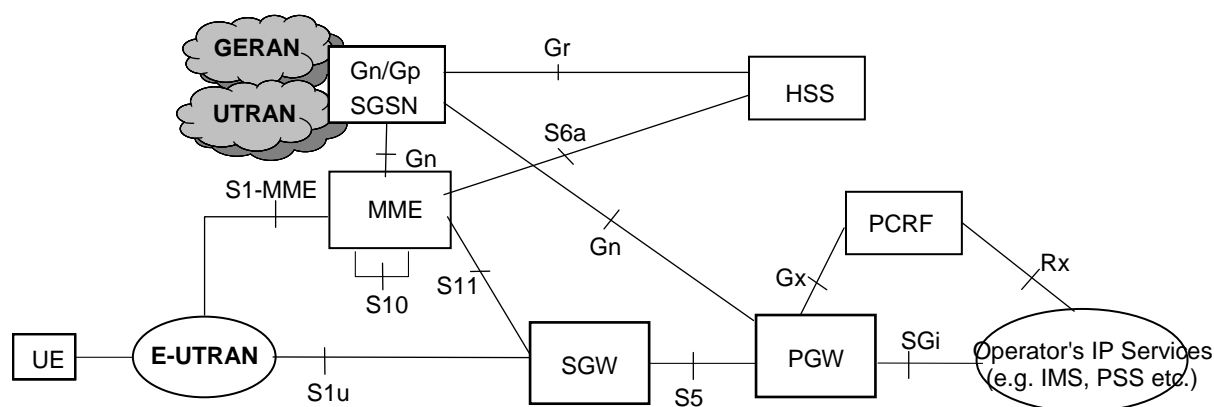 GERAN
UTRAN
Gn/Gp
SGSN
Gr
HSS
S6a
Gn
S1-MME
MME
S10
S11
Gn
PCRF
Gx
Rx
UE
E-UTRAN
S1u
SGW
S5
PGW
SGi
Operator's IP Services
(e.g. IMS, PSS etc.)